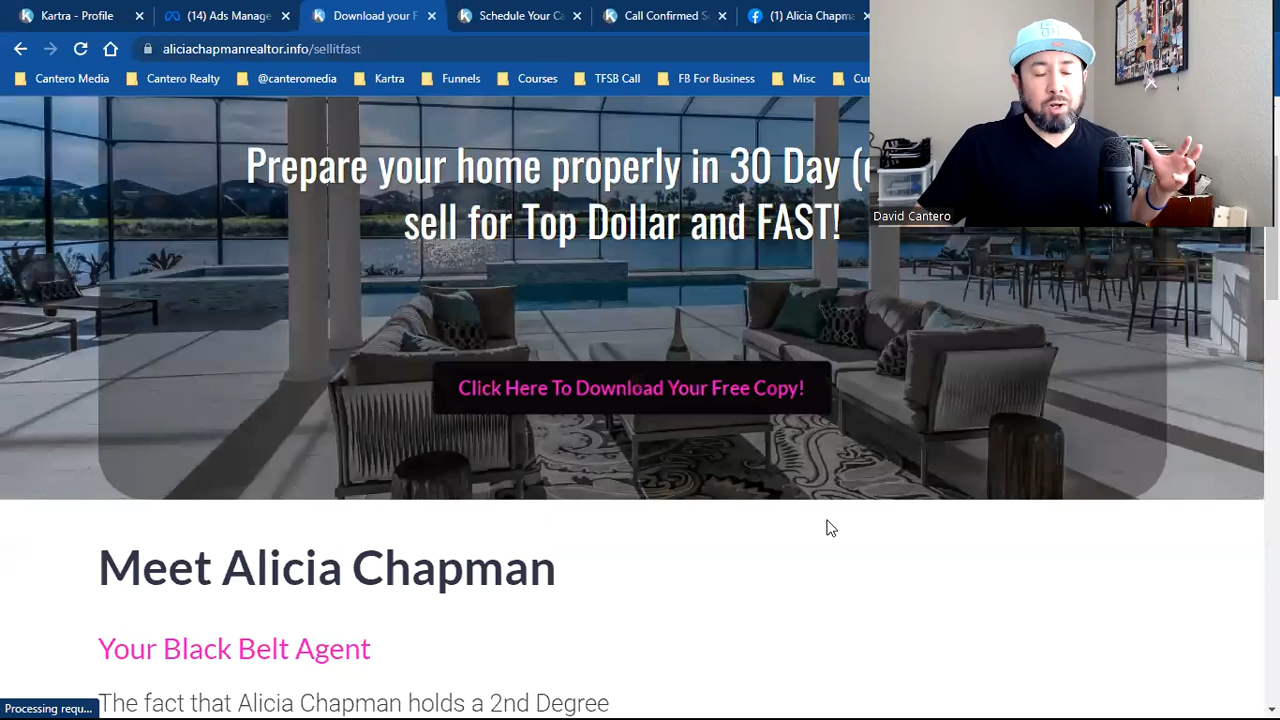 Kartra - Profile
(14) Ads Manage
Download your F
Schedule Your Ca
Call Confirmed S
(1) Alicia Chapma
aliciachapmanrealtor.info/sellitfast
Cantero Media
Cantero Realty
@canteromedia
Kartra
Funnels
Courses
TFSB Call
FB For Business
Misc
Cur
David Cantero
Prepare your home properly in 30 Day (
sell for Top Dollar and FAST!
Click Here To Download Your Free Copy!
Meet Alicia Chapman
Your Black Belt Agent
The fact that Alicia Chapman holds a 2nd Degree
Processing requ...